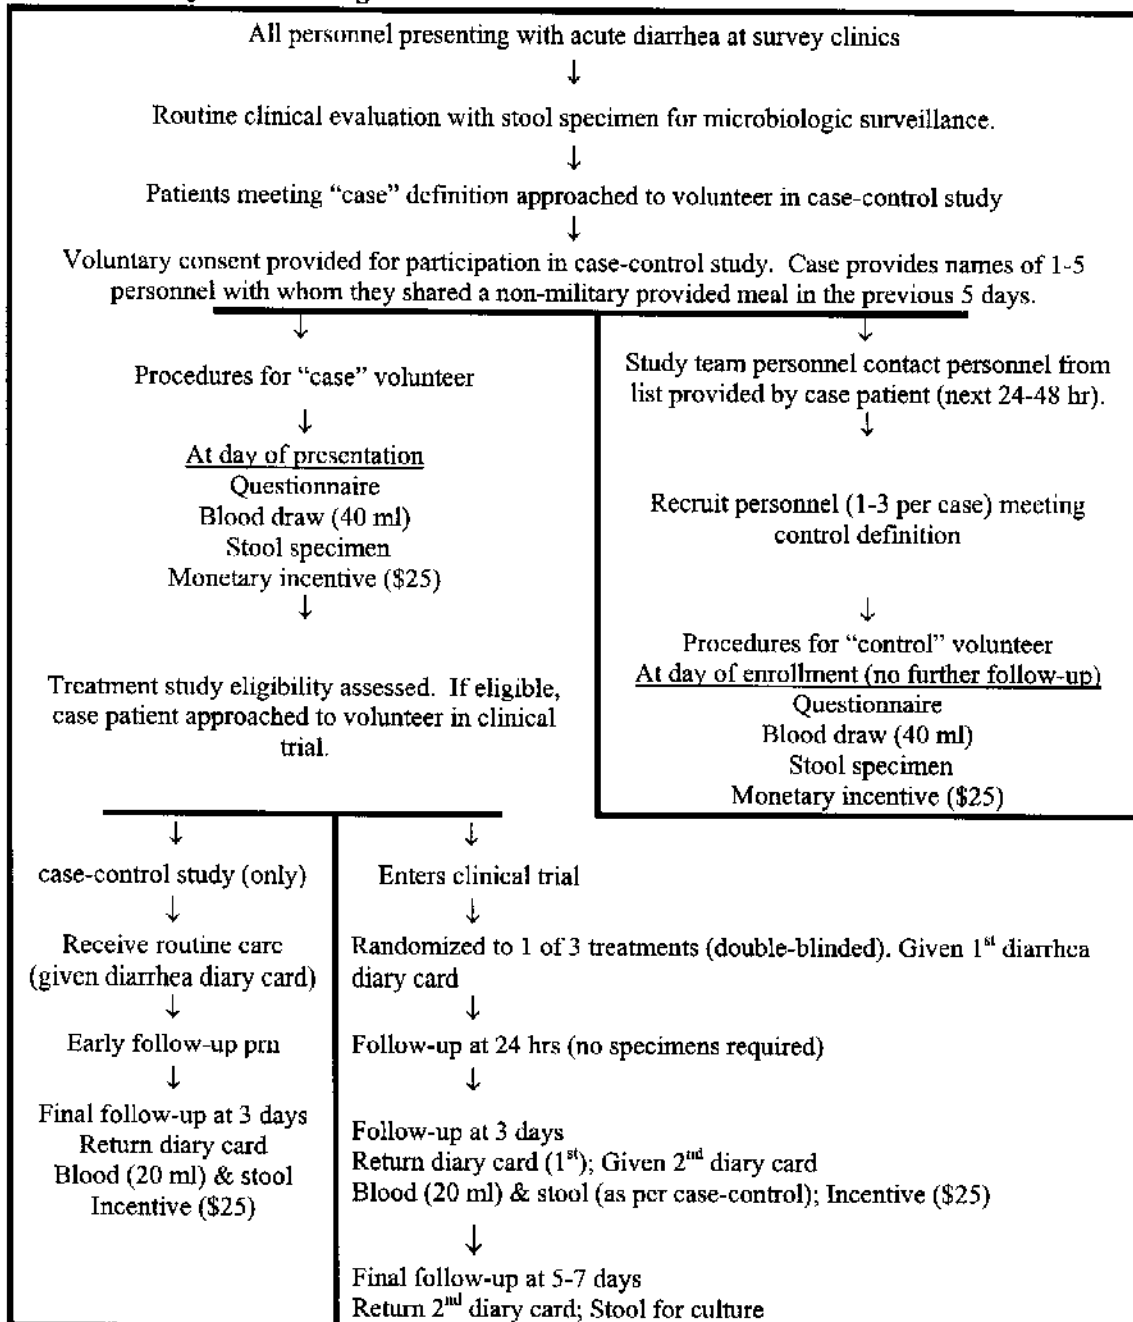 All personnel presenting with acute diarrhea at survey clinics
↓
Routine clinical evaluation with stool specimen for microbiologic surveillance.
↓
Patients meeting “case” definition approached to volunteer in case-control study
↓
Voluntary consent provided for participation in case-control study. Case provides names of 1-5
personnel with whom they shared a non-military provided meal in the previous 5 days.
↓
Procedures for “case” volunteer
↓
At day of presentation
Questionnaire
Blood draw (40 ml)
Stool specimen
Monetary incentive ($25)
↓
Treatment study eligibility assessed. If eligible,
case patient approached to volunteer in clinical
trial.
↓
Study team personnel contact personnel from
list provided by case patient (next 24-48 hr).
↓
Recruit personnel (1-3 per case) meeting
control definition
↓
Procedures for “control” volunteer
At day of enrollment (no further follow-up)
Questionnaire
Blood draw (40 ml)
Stool specimen
Monetary incentive ($25)
↓
case-control study (only)
↓
Receive routine care
(given diarrhea diary card)
↓
Early follow-up prn
↓
Final follow-up at 3 days
Return diary card
Blood (20 ml) & stool
Incentive ($25)
↓
Enters clinical trial
↓
Randomized to 1 of 3 treatments (double-blinded). Given 1st diarrhea
diary card
↓
Follow-up at 24 hrs (no specimens required)
↓
Follow-up at 3 days
Return diary card (1st); Given 2nd diary card
Blood (20 ml) & stool (as per case-control); Incentive ($25)
↓
Final follow-up at 5-7 days
Return 2nd diary card; Stool for culture